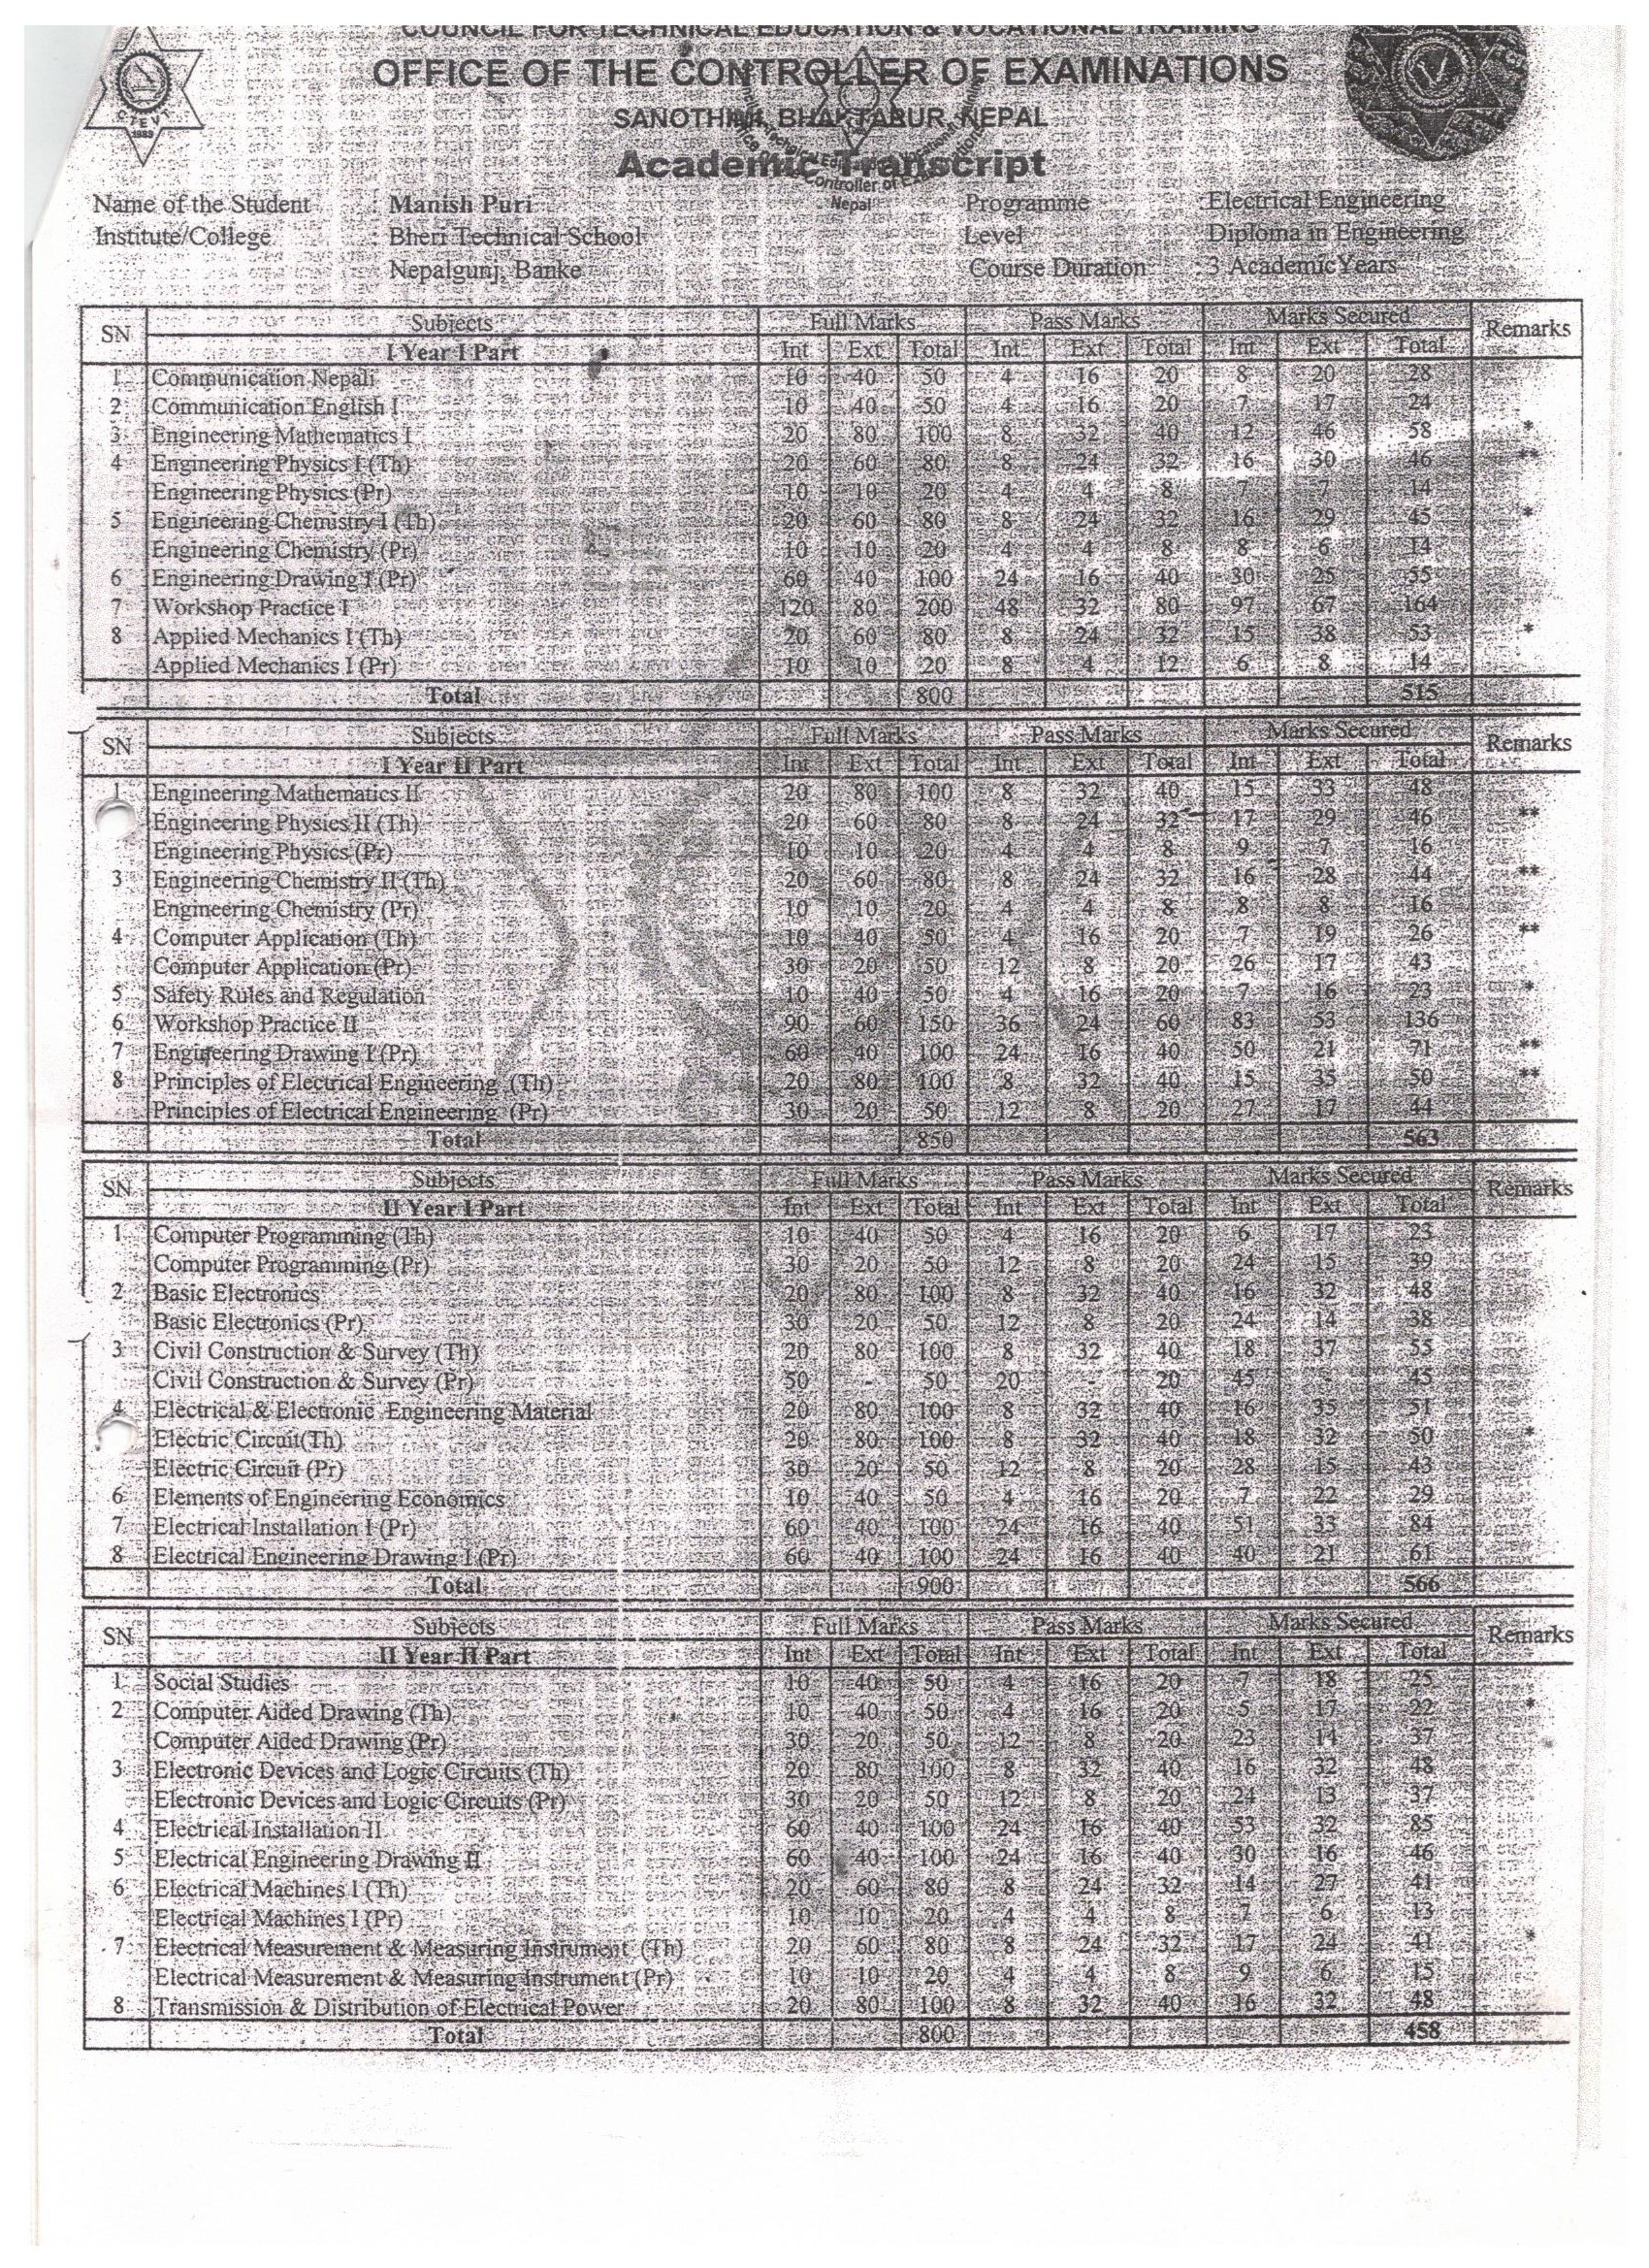 COUNCIL FOR TECHNICAL EDUCATION & VOCATIONAL TRAINING
OFFICE OF THE CONTROLLER OF EXAMINATIONS
SANOTHIMI, BHAKTAPUR, NEPAL
Academic Transcript
CTEVT
1989
Nepal
Name of the Student : Manish Puri Programme : Electrical Engineering
Institute/College : Bheri Technical School Level : Diploma in Engineering
Nepalgunj, Banke Course Duration : 3 AcademicYears
SN Subjects Full Marks Pass Marks Marks Secured Remarks
I Year I Part Int Ext Total Int Ext Total Int Ext Total
1 Communication Nepali 10 40 50 4 16 20 8 20 28
2 Communication English I 10 40 50 4 16 20 7 17 24
3 Engineering Mathematics I 20 80 100 8 32 40 12 46 58 *
4 Engineering Physics I (Th) 20 60 80 8 24 32 16 30 46 **
Engineering Physics (Pr) 10 10 20 4 4 8 7 7 14
5 Engineering Chemistry I (Th) 20 60 80 8 24 32 16 29 45 *
Engineering Chemistry (Pr) 10 10 20 4 4 8 8 6 14
6 Engineering Drawing I (Pr) 60 40 100 24 16 40 30 25 55
7 Workshop Practice I 120 80 200 48 32 80 97 67 164
8 Applied Mechanics I (Th) 20 60 80 8 24 32 15 38 53 *
Applied Mechanics I (Pr) 10 10 20 8 4 12 6 8 14
Total 800 515
SN Subjects Full Marks Pass Marks Marks Secured Remarks
I Year II Part Int Ext Total Int Ext Total Int Ext Total
1 Engineering Mathematics II 20 80 100 8 32 40 15 33 48
Engineering Physics II (Th) 20 60 80 8 24 32 17 29 46 **
Engineering Physics (Pr) 10 10 20 4 4 8 9 7 16
3 Engineering Chemistry II (Th) 20 60 80 8 24 32 16 28 44 **
Engineering Chemistry (Pr) 10 10 20 4 4 8 8 8 16
4 Computer Application (Th) 10 40 50 4 16 20 7 19 26 **
Computer Application (Pr) 30 20 50 12 8 20 26 17 43
5 Safety Rules and Regulation 10 40 50 4 16 20 7 16 23 *
6 Workshop Practice II 90 60 150 36 24 60 83 53 136
7 Engineering Drawing I (Pr) 60 40 100 24 16 40 50 21 71 **
8 Principles of Electrical Engineering (Th) 20 80 100 8 32 40 15 35 50 **
Principles of Electrical Engineering (Pr) 30 20 50 12 8 20 27 17 44
Total 850 563
SN Subjects Full Marks Pass Marks Marks Secured Remarks
II Year I Part Int Ext Total Int Ext Total Int Ext Total
1 Computer Programming (Th) 10 40 50 4 16 20 6 17 23
Computer Programming (Pr) 30 20 50 12 8 20 24 15 39
2 Basic Electronics 20 80 100 8 32 40 16 32 48
Basic Electronics (Pr) 30 20 50 12 8 20 24 14 38
3 Civil Construction & Survey (Th) 20 80 100 8 32 40 18 37 55
Civil Construction & Survey (Pr) 50 - 50 20 - 20 45 - 45
4 Electrical & Electronic Engineering Material 20 80 100 8 32 40 16 35 51
Electric Circuit(Th) 20 80 100 8 32 40 18 32 50 *
Electric Circuit (Pr) 30 20 50 12 8 20 28 15 43
6 Elements of Engineering Economics 10 40 50 4 16 20 7 22 29
7 Electrical Installation I (Pr) 60 40 100 24 16 40 51 33 84
8 Electrical Engineering Drawing I (Pr) 60 40 100 24 16 40 40 21 61
Total 900 566
SN Subjects Full Marks Pass Marks Marks Secured Remarks
II Year II Part Int Ext Total Int Ext Total Int Ext Total
1 Social Studies 10 40 50 4 16 20 7 18 25
2 Computer Aided Drawing (Th) 10 40 50 4 16 20 5 17 22 *
Computer Aided Drawing (Pr) 30 20 50 12 8 20 23 14 37
3 Electronic Devices and Logic Circuits (Th) 20 80 100 8 32 40 16 32 48
Electronic Devices and Logic Circuits (Pr) 30 20 50 12 8 20 24 13 37
4 Electrical Installation II 60 40 100 24 16 40 53 32 85
5 Electrical Engineering Drawing II 60 40 100 24 16 40 30 16 46
6 Electrical Machines I (Th) 20 60 80 8 24 32 14 27 41
Electrical Machines I (Pr) 10 10 20 4 4 8 7 6 13
7 Electrical Measurement & Measuring Instrument (Th) 20 60 80 8 24 32 17 24 41 *
Electrical Measurement & Measuring Instrument (Pr) 10 10 20 4 4 8 9 6 15
8 Transmission & Distribution of Electrical Power 20 80 100 8 32 40 16 32 48
Total 800 458